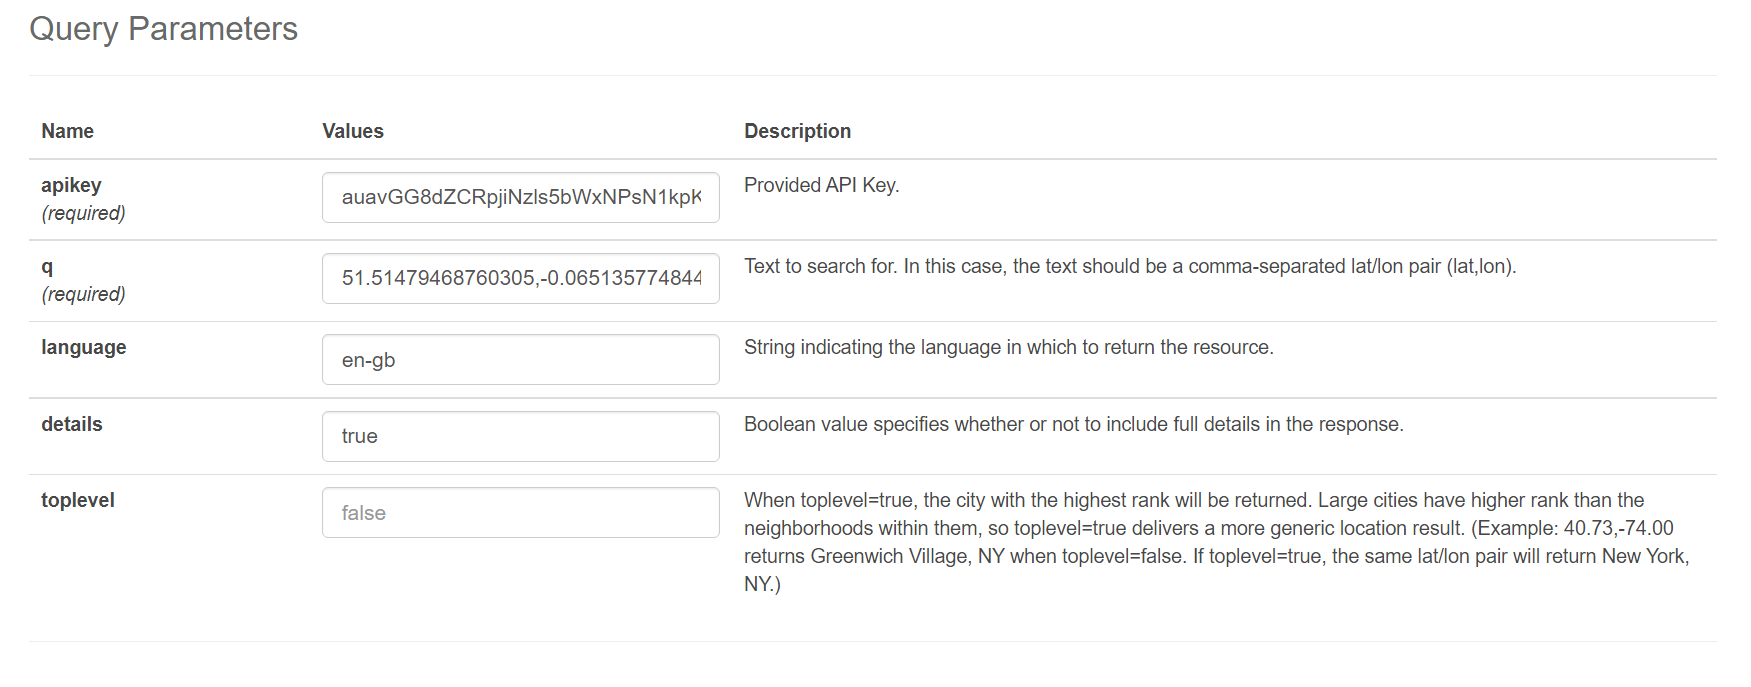 Query Parameters
Name Values Description
apikey
(required)
auavGG8dZCRpjiNzls5bWxNPsN1kpK
Provided API Key.
q
(required)
51.51479468760305,-0.065135774844
Text to search for. In this case, the text should be a comma-separated lat/lon pair (lat,lon).
language
en-gb
String indicating the language in which to return the resource.
details
true
Boolean value specifies whether or not to include full details in the response.
toplevel
false
When toplevel=true, the city with the highest rank will be returned. Large cities have higher rank than the
neighborhoods within them, so toplevel=true delivers a more generic location result. (Example: 40.73,-74.00
returns Greenwich Village, NY when toplevel=false. If toplevel=true, the same lat/lon pair will return New York,
NY.)